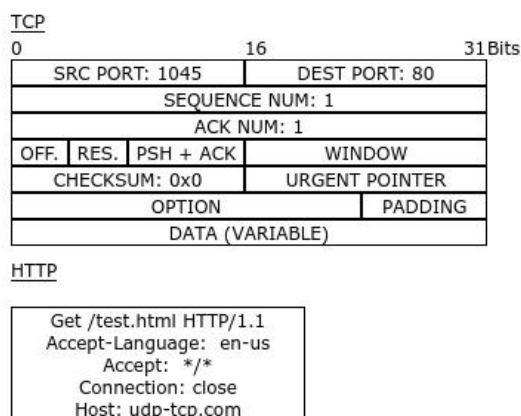 TCP
0 16 31 Bits
SRC PORT: 1045 DEST PORT: 80
SEQUENCE NUM: 1
ACK NUM: 1
OFF. RES. PSH + ACK WINDOW
CHECKSUM: 0x0 URGENT POINTER
OPTION PADDING
DATA (VARIABLE)
HTTP
Get /test.html HTTP/1.1
Accept-Language: en-us
Accept: */*
Connection: close
Host: udp-tcp.com